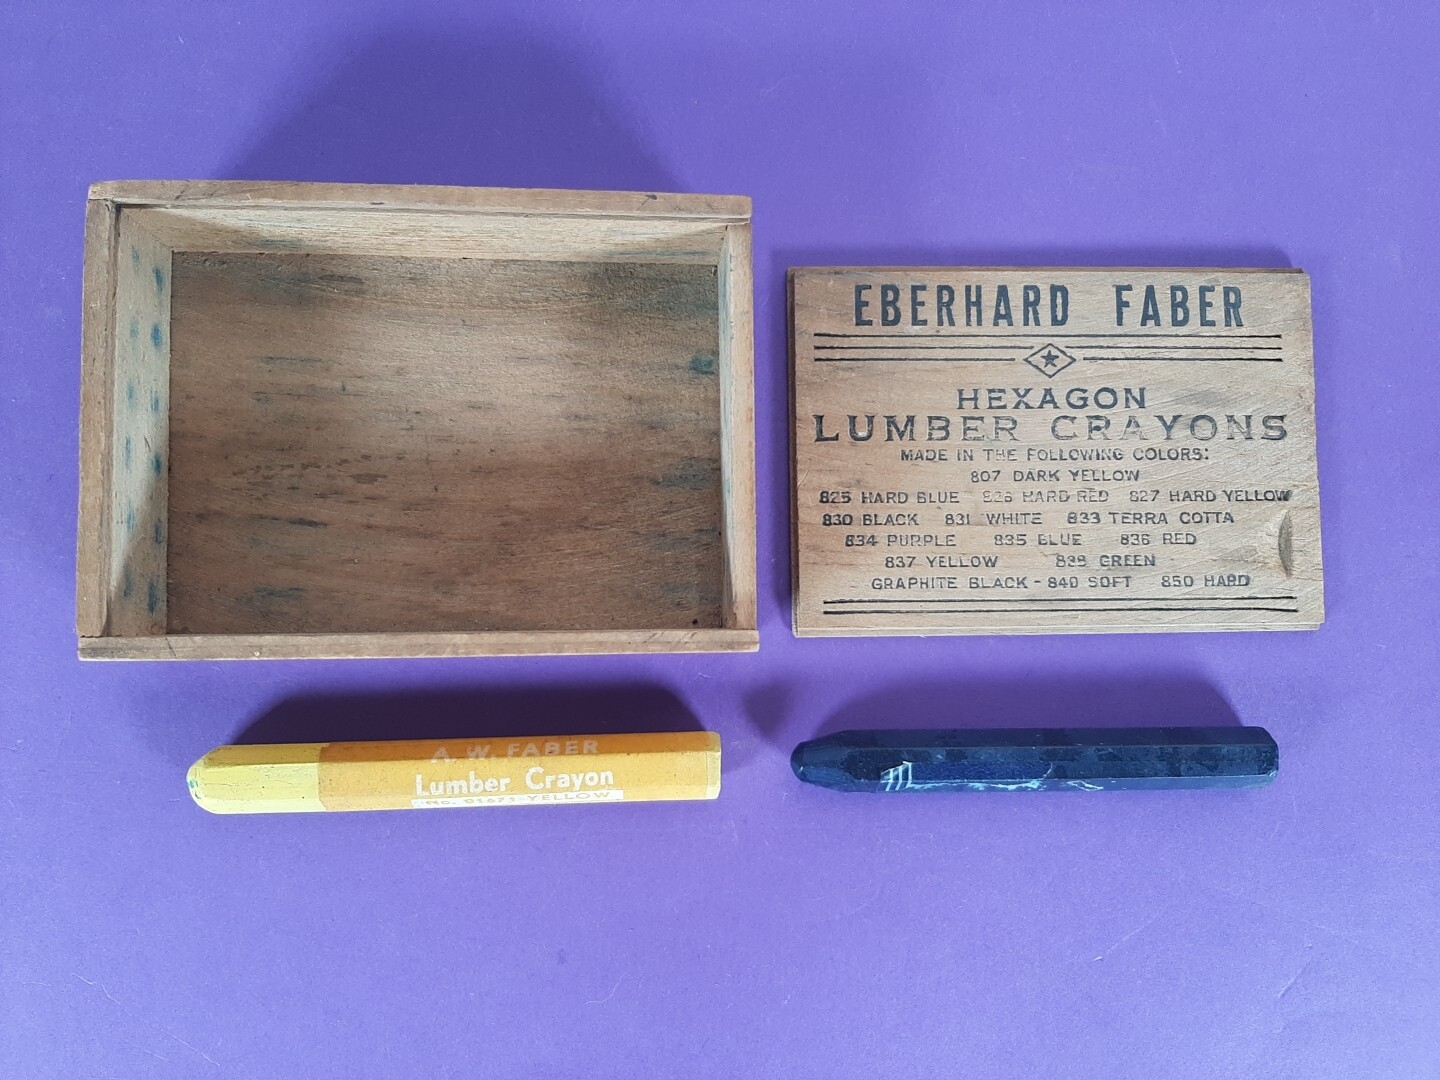 EBERHARD FABER
HEXAGON
LUMBER CRAYONS
MADE IN THE FOLLOWING COLORS:
807 DARK YELLOW
825 HARD BLUE 826 HARD RED 827 HARD YELLOW
830 BLACK 831 WHITE 833 TERRA COTTA
834 PURPLE 835 BLUE 836 RED
837 YELLOW 838 GREEN
GRAPHITE BLACK - 840 SOFT 850 HARD
A. W. FABER
Lumber Crayon
No. 01671 YELLOW